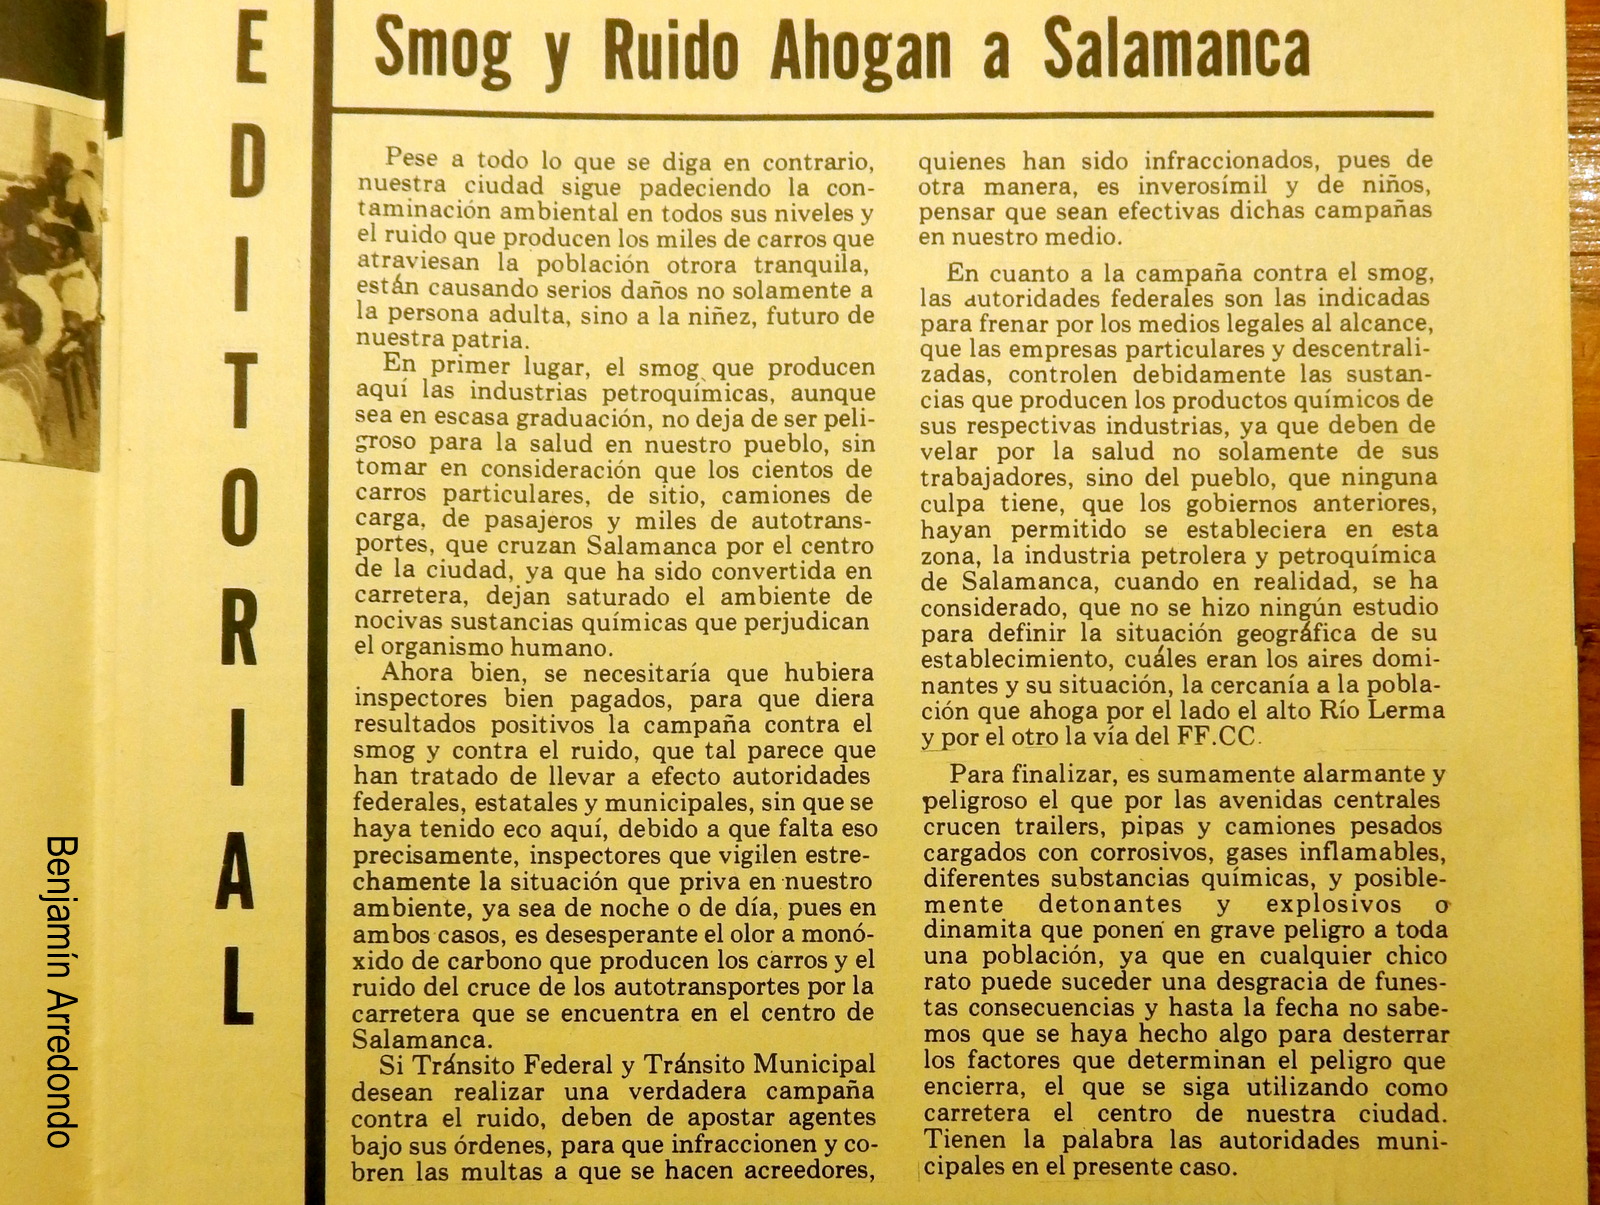 EDITORIAL
Smog y Ruido Ahogan a Salamanca
Pese a todo lo que se diga en contrario,
nuestra ciudad sigue padeciendo la con-
taminación ambiental en todos sus niveles y
el ruido que producen los miles de carros que
atraviesan la población otrora tranquila,
están causando serios daños no solamente a
la persona adulta, sino a la niñez, futuro de
nuestra patria.
En primer lugar, el smog que producen
aquí las industrias petroquímicas, aunque
sea en escasa graduación, no deja de ser peli-
groso para la salud en nuestro pueblo, sin
tomar en consideración que los cientos de
carros particulares, de sitio, camiones de
carga, de pasajeros y miles de autotrans-
portes, que cruzan Salamanca por el centro
de la ciudad, ya que ha sido convertida en
carretera, dejan saturado el ambiente de
nocivas sustancias químicas que perjudican
el organismo humano.
Ahora bien, se necesitaría que hubiera
inspectores bien pagados, para que diera
resultados positivos la campaña contra el
smog y contra el ruido, que tal parece que
han tratado de llevar a efecto autoridades
federales, estatales y municipales, sin que se
haya tenido eco aquí, debido a que falta eso
precisamente, inspectores que vigilen estre-
chamente la situación que priva en nuestro
ambiente, ya sea de noche o de día, pues en
ambos casos, es desesperante el olor a monó-
xido de carbono que producen los carros y el
ruido del cruce de los autotransportes por la
carretera que se encuentra en el centro de
Salamanca.
Si Tránsito Federal y Tránsito Municipal
desean realizar una verdadera campaña
contra el ruido, deben de apostar agentes
bajo sus órdenes, para que infraccionen y co-
bren las multas a que se hacen acreedores,
quienes han sido infraccionados, pues de
otra manera, es inverosímil y de niños,
pensar que sean efectivas dichas campañas
en nuestro medio.
En cuanto a la campaña contra el smog,
las autoridades federales son las indicadas
para frenar por los medios legales al alcance,
que las empresas particulares y descentrali-
zadas, controlen debidamente las sustan-
cias que producen los productos químicos de
sus respectivas industrias, ya que deben de
velar por la salud no solamente de sus
trabajadores, sino del pueblo, que ninguna
culpa tiene, que los gobiernos anteriores,
hayan permitido se estableciera en esta
zona, la industria petrolera y petroquímica
de Salamanca, cuando en realidad, se ha
considerado, que no se hizo ningún estudio
para definir la situación geográfica de su
establecimiento, cuáles eran los aires domi-
nantes y su situación, la cercanía a la pobla-
ción que ahoga por el lado el alto Río Lerma
y por el otro la vía del FF.CC.
Para finalizar, es sumamente alarmante y
peligroso el que por las avenidas centrales
crucen trailers, pipas y camiones pesados
cargados con corrosivos, gases inflamables,
diferentes substancias químicas, y posible-
mente detonantes y explosivos o
dinamita que ponen en grave peligro a toda
una población, ya que en cualquier chico
rato puede suceder una desgracia de funes-
tas consecuencias y hasta la fecha no sabe-
mos que se haya hecho algo para desterrar
los factores que determinan el peligro que
encierra, el que se siga utilizando como
carretera el centro de nuestra ciudad.
Tienen la palabra las autoridades muni-
cipales en el presente caso.
Benjamín Arredondo